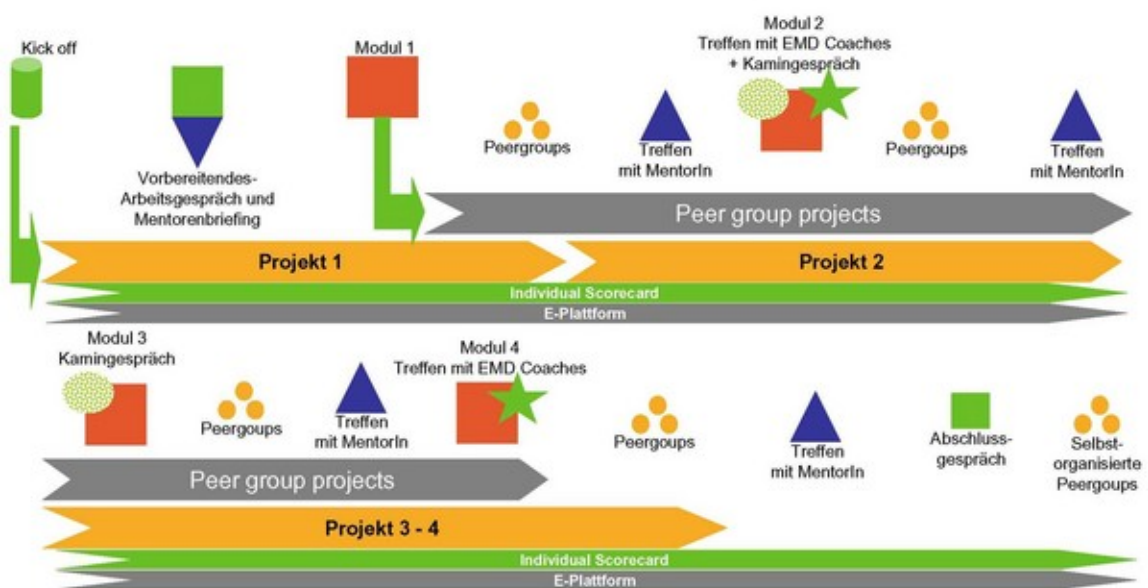 Kick off
Modul 1
Modul 2
Treffen mit EMD Coaches
+ Kamingespräch
Peergroups
Treffen
mit MentorIn
Peergoups
Treffen
mit MentorIn
Vorbereitendes-
Arbeitsgespräch und
Mentorenbriefing
Peer group projects
Projekt 1
Projekt 2
Individual Scorecard
E-Plattform
Modul 3
Kamingespräch
Peergoups
Treffen
mit MentorIn
Modul 4
Treffen mit EMD Coaches
Peergoups
Treffen
mit MentorIn
Abschluss-
gespräch
Selbst-
organisierte
Peergoups
Peer group projects
Projekt 3 - 4
Individual Scorecard
E-Plattform